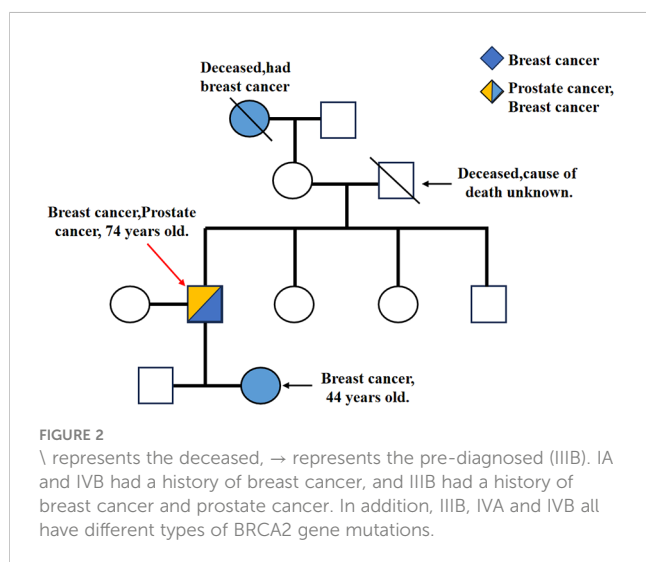 Deceased,had
breast cancer
Breast cancer
Prostate cancer,
Breast cancer
Deceased,cause of
death unknown.
Breast cancer,Prostate
cancer, 74 years old.
Breast cancer,
44 years old.
FIGURE 2
\ represents the deceased, → represents the pre-diagnosed (IIIB). IA
and IVB had a history of breast cancer, and IIIB had a history of
breast cancer and prostate cancer. In addition, IIIB, IVA and IVB all
have different types of BRCA2 gene mutations.